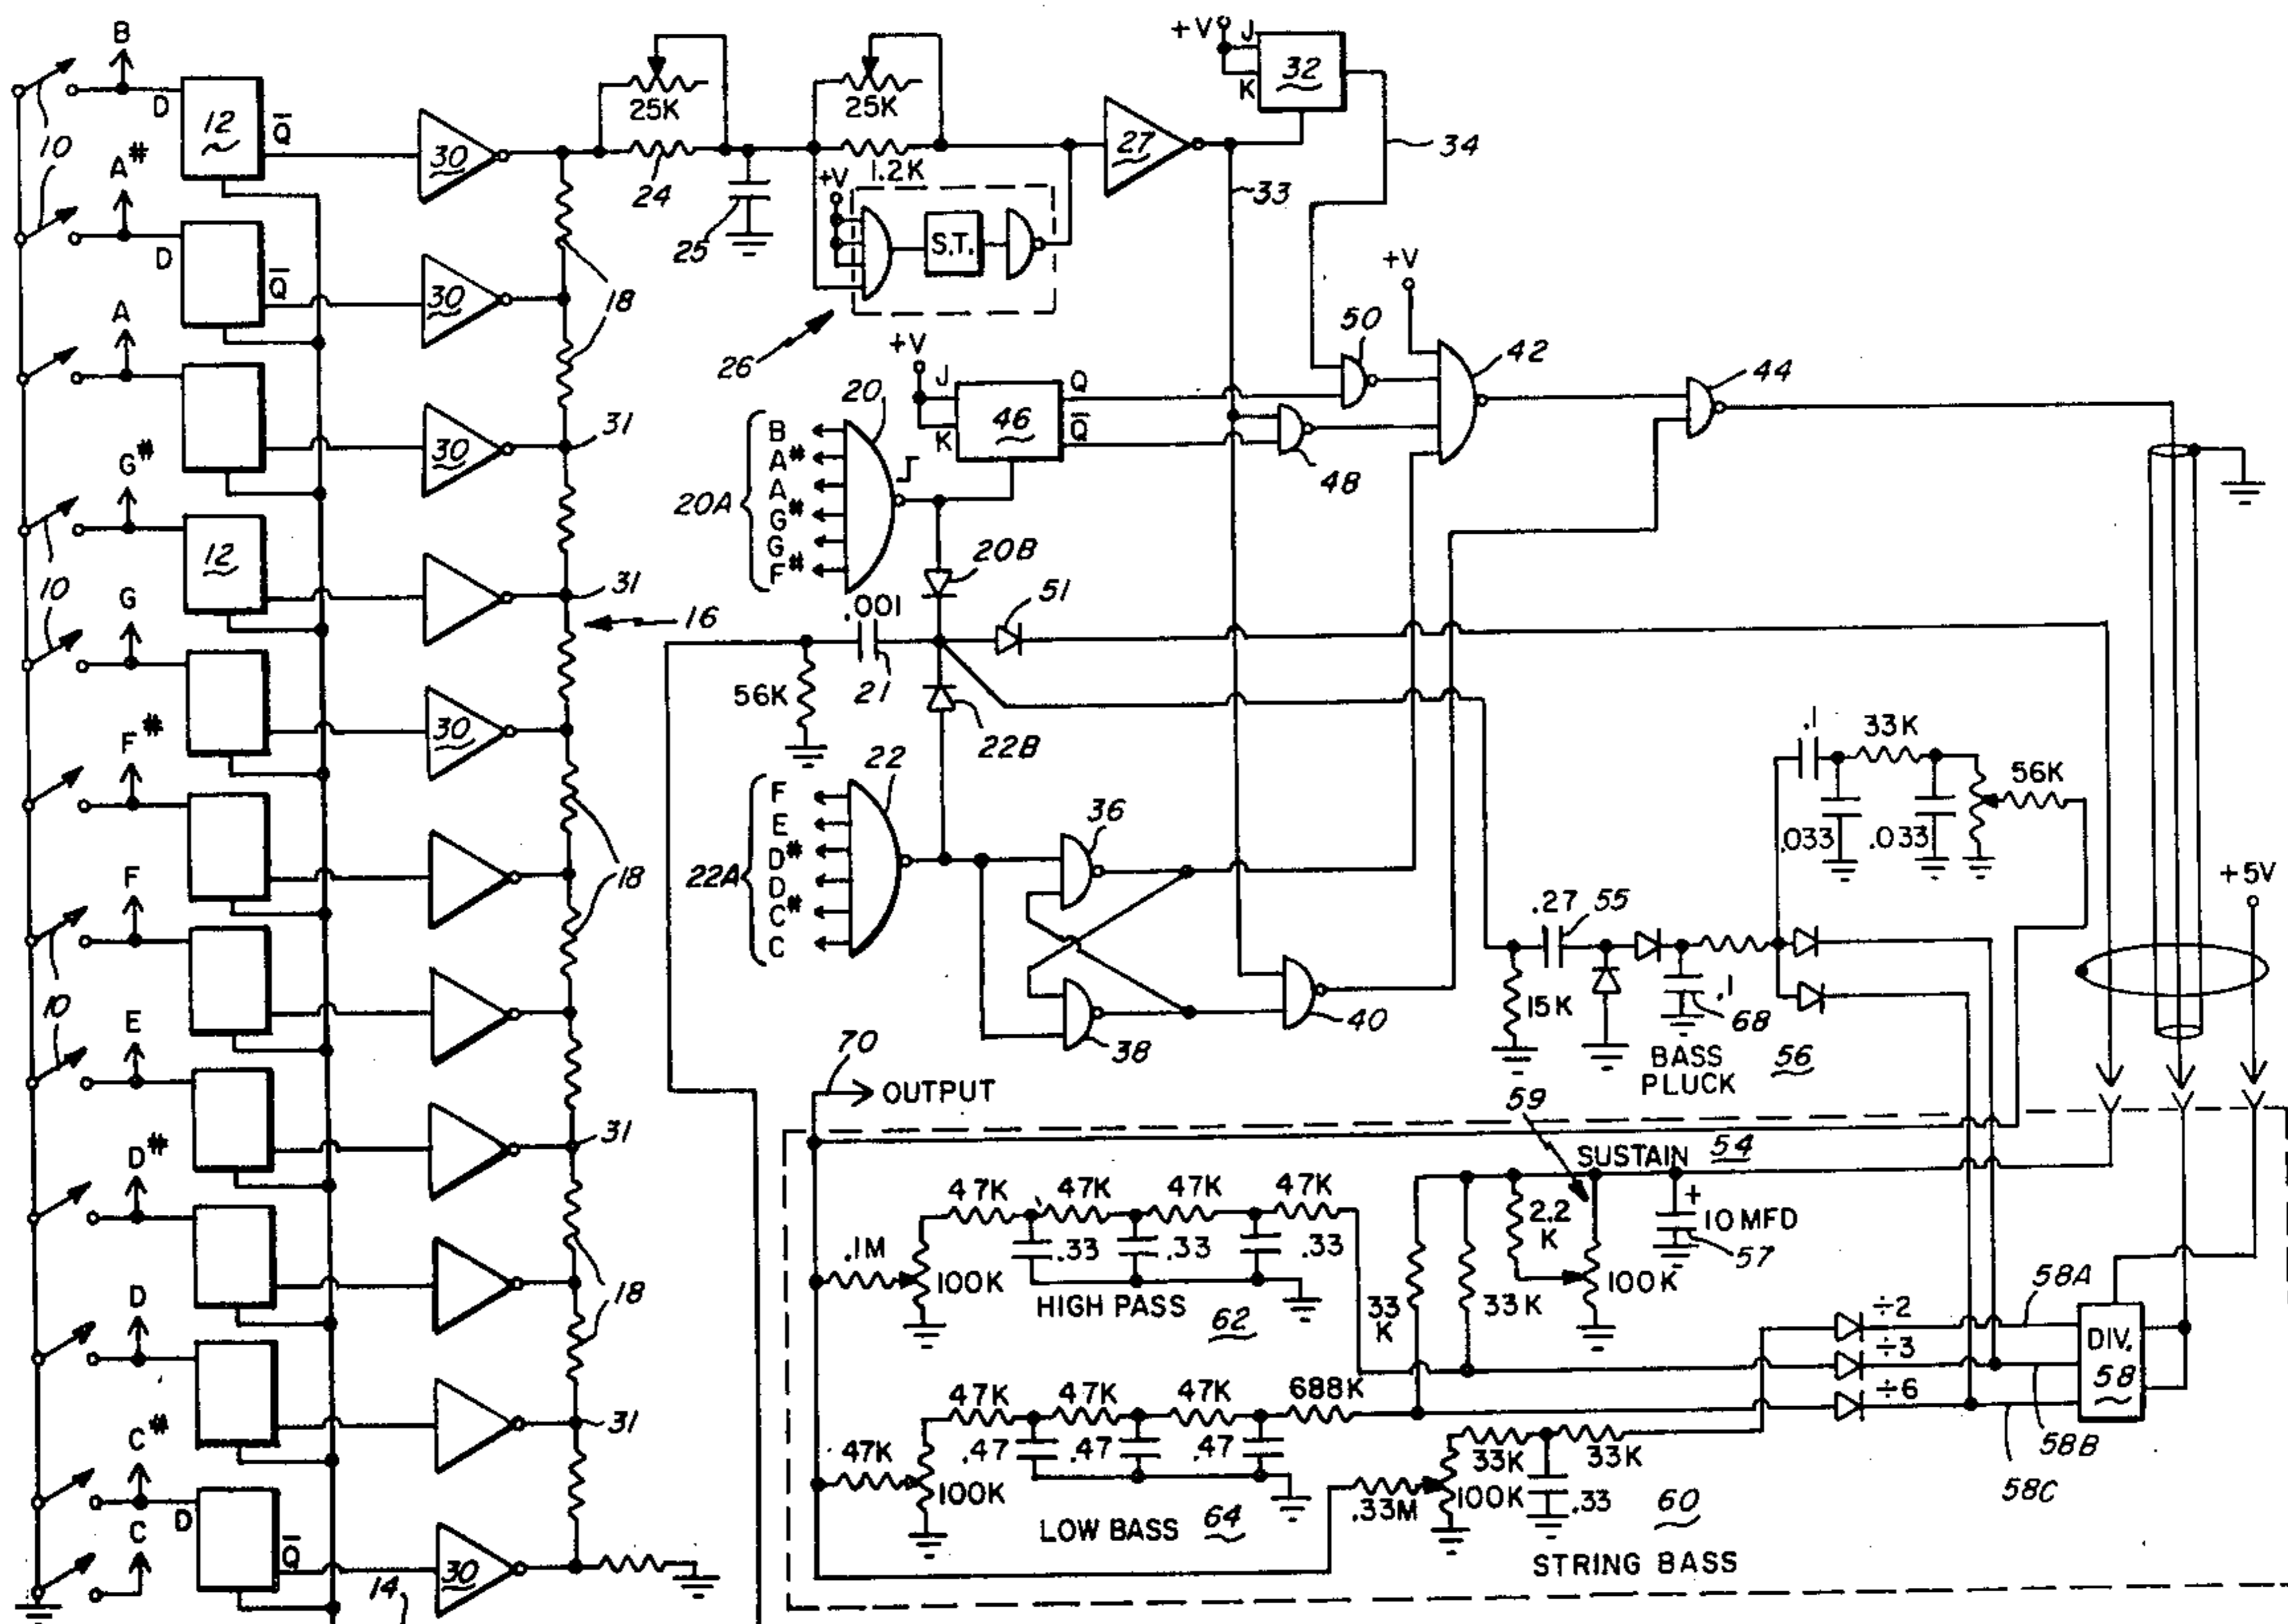 B
10
D
12
Q̄
30
25K
24
25
25K
1.2K
+V
S.T.
26
27
+V
J
K
32
33
34
A#
10
D
Q̄
30
18
A
30
31
G#
10
12
31
16
G
10
30
F#
18
F
10
E
10
31
D#
18
D
31
C#
D
Q̄
30
C
14
+V
J
K
46
Q
Q̄
20
20A
B
A#
A
G#
G
F#
20B
.001
21
56K
51
22B
22
22A
F
E
D#
D
C#
C
36
38
40
+V
50
48
42
44
.1
33K
56K
.033
.033
+5V
.27
55
15K
.1
68
BASS
PLUCK
56
70
OUTPUT
59
SUSTAIN
54
47K
47K
47K
47K
.1M
100K
.33
.33
.33
HIGH PASS
62
33
K
33K
2.2
K
100K
+
10MFD
57
÷2
÷3
÷6
58A
DIV.
58
58B
58C
47K
47K
47K
688K
47K
100K
.47
.47
.47
LOW BASS
64
.33M
33K
33K
100K
.33
60
STRING BASS